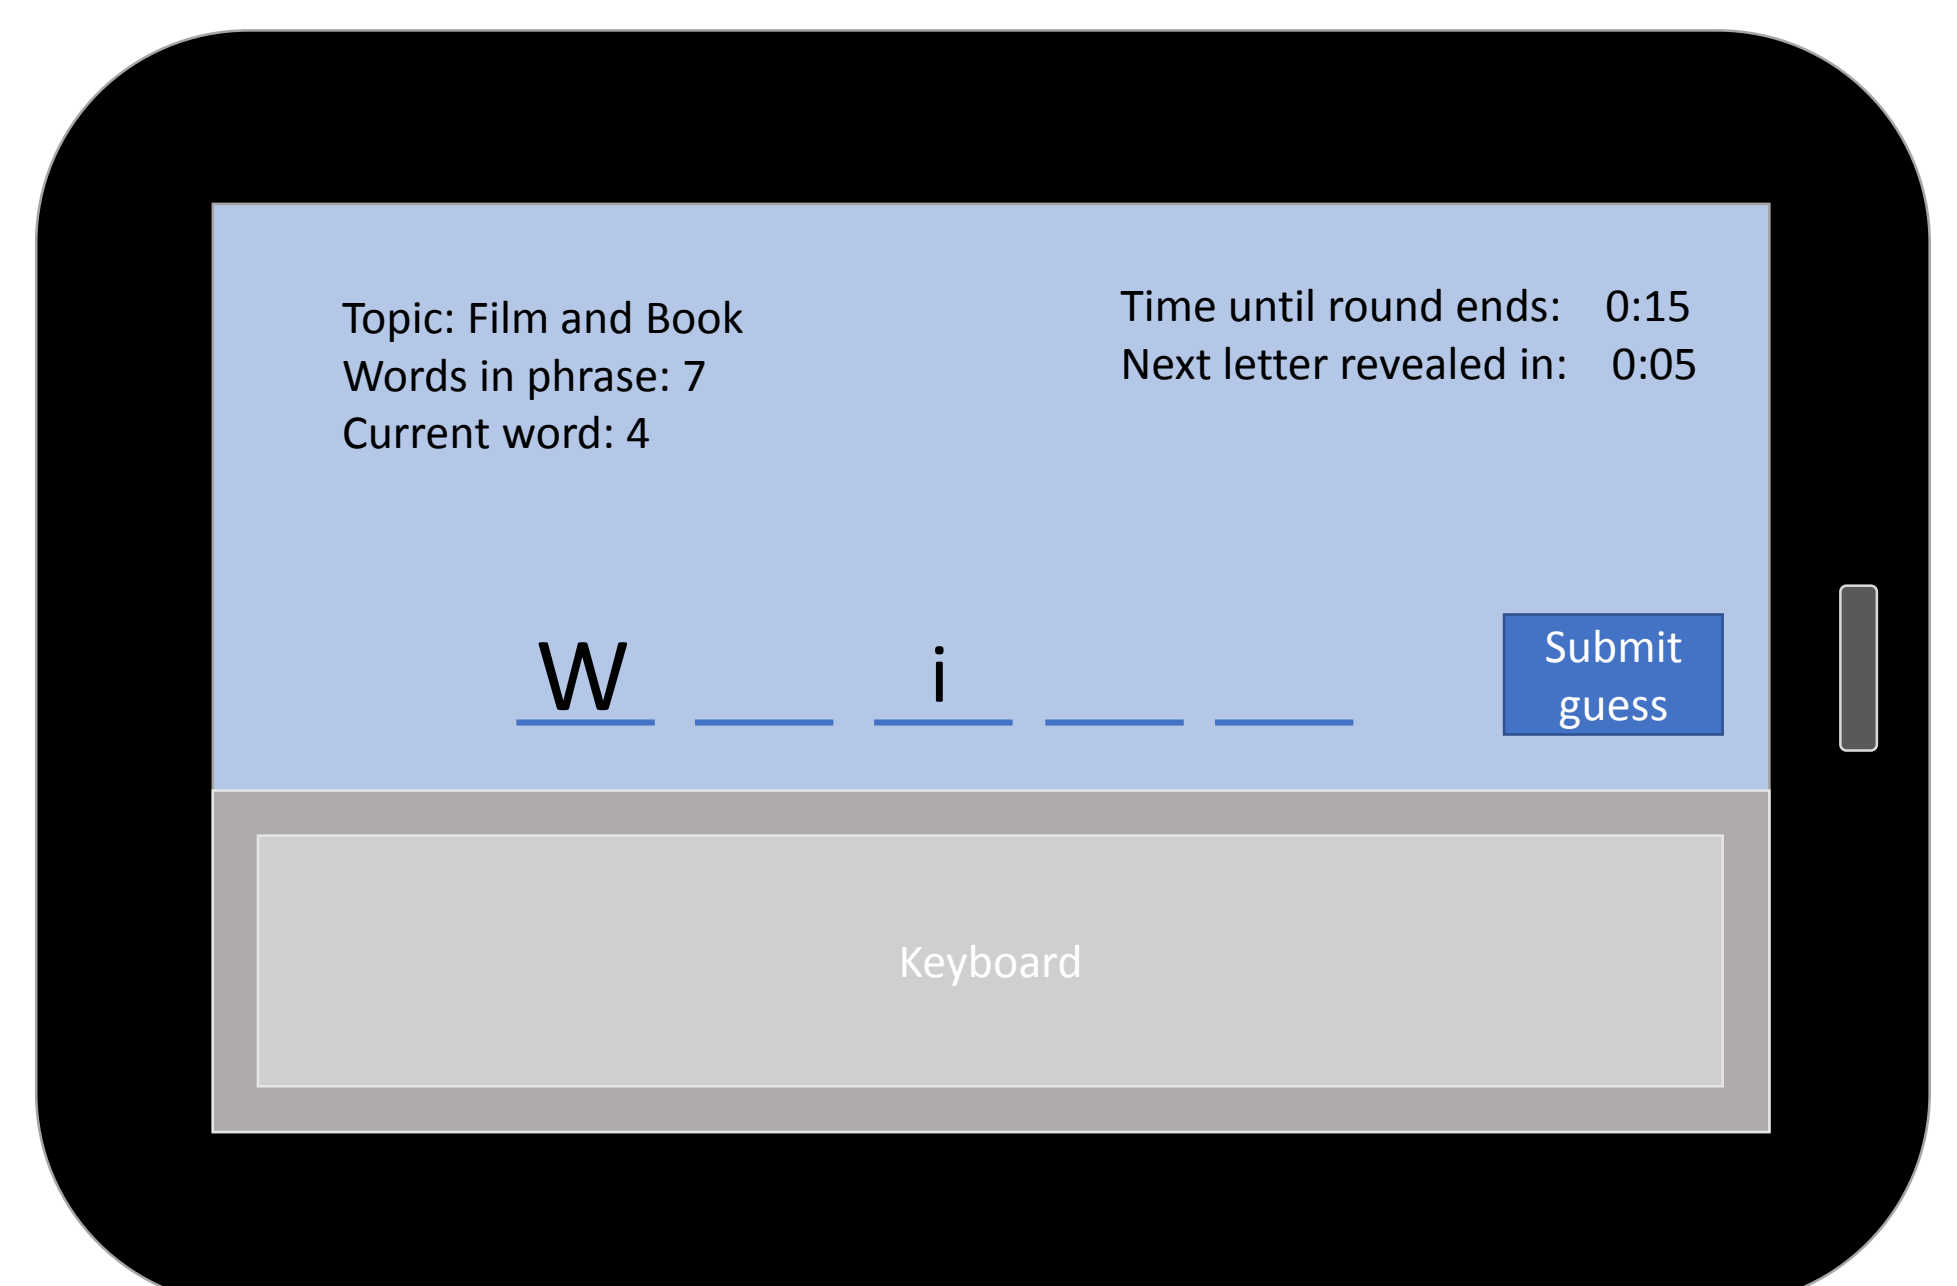 Topic: Film and Book
Words in phrase: 7
Current word: 4
Time until round ends: 0:15
Next letter revealed in: 0:05
W _ i _ _
Submit
guess
Keyboard